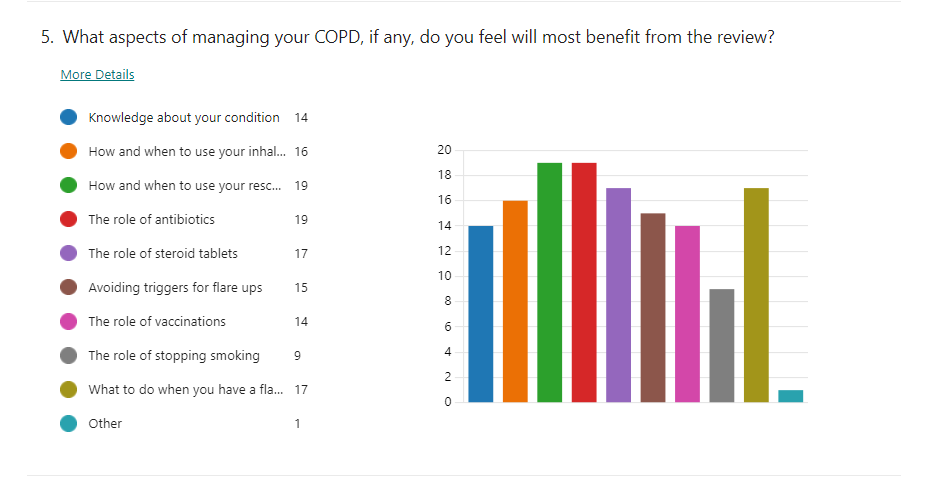 5. What aspects of managing your COPD, if any, do you feel will most benefit from the review?
More Details
Knowledge about your condition 14
How and when to use your inhal... 16
How and when to use your resc... 19
The role of antibiotics 19
The role of steroid tablets 17
Avoiding triggers for flare ups 15
The role of vaccinations 14
The role of stopping smoking 9
What to do when you have a fla... 17
Other 1
20
18
16
14
12
10
8
6
4
2
0